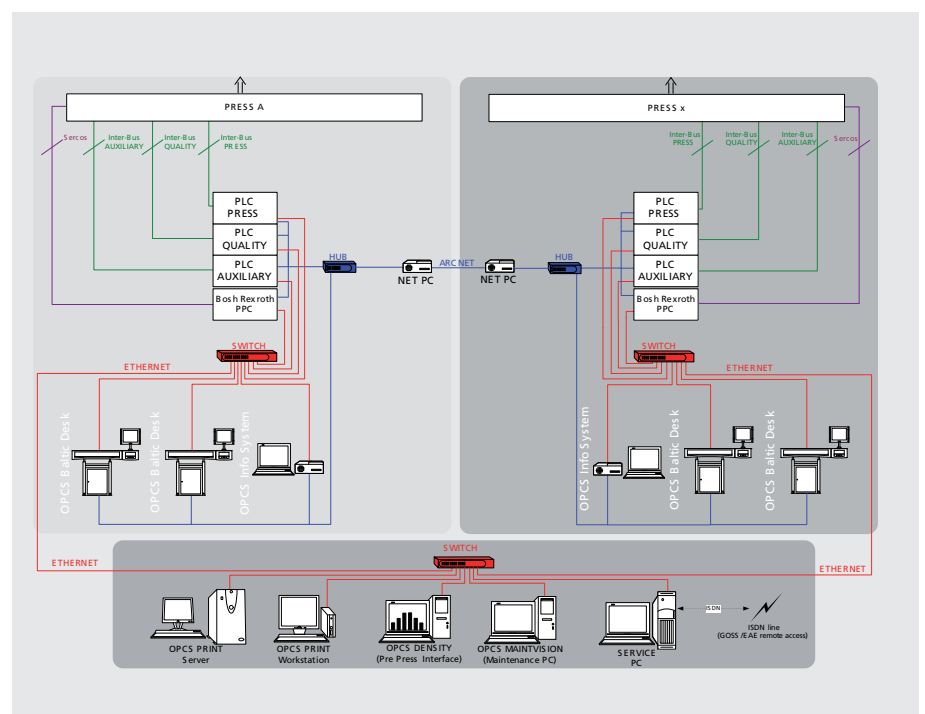 PRESS A
PRESS x
Sercos
Inter-Bus
AUXILIARY
Inter-Bus
QUALITY
Inter-Bus
PRESS
Inter-Bus
PRESS
Inter-Bus
QUALITY
Inter-Bus
AUXILIARY
Sercos
PLC
PRESS
PLC
QUALITY
PLC
AUXILIARY
Bosh Rexroth
PPC
HUB
ARCNET
NET PC
NET PC
HUB
PLC
PRESS
PLC
QUALITY
PLC
AUXILIARY
Bosh Rexroth
PPC
SWITCH
ETHERNET
SWITCH
ETHERNET
OPCS Baltic Desk
OPCS Baltic Desk
OPCS Info System
OPCS Info System
OPCS Baltic Desk
OPCS Baltic Desk
ETHERNET
SWITCH
ETHERNET
OPCS PRINT
Server
OPCS PRINT
Workstation
OPCS DENSITY
(Pre Press Interface)
OPCS MAINTVISION
(Maintenance PC)
SERVICE
PC
ISDN
ISDN line
(GOSS /EAE remote access)